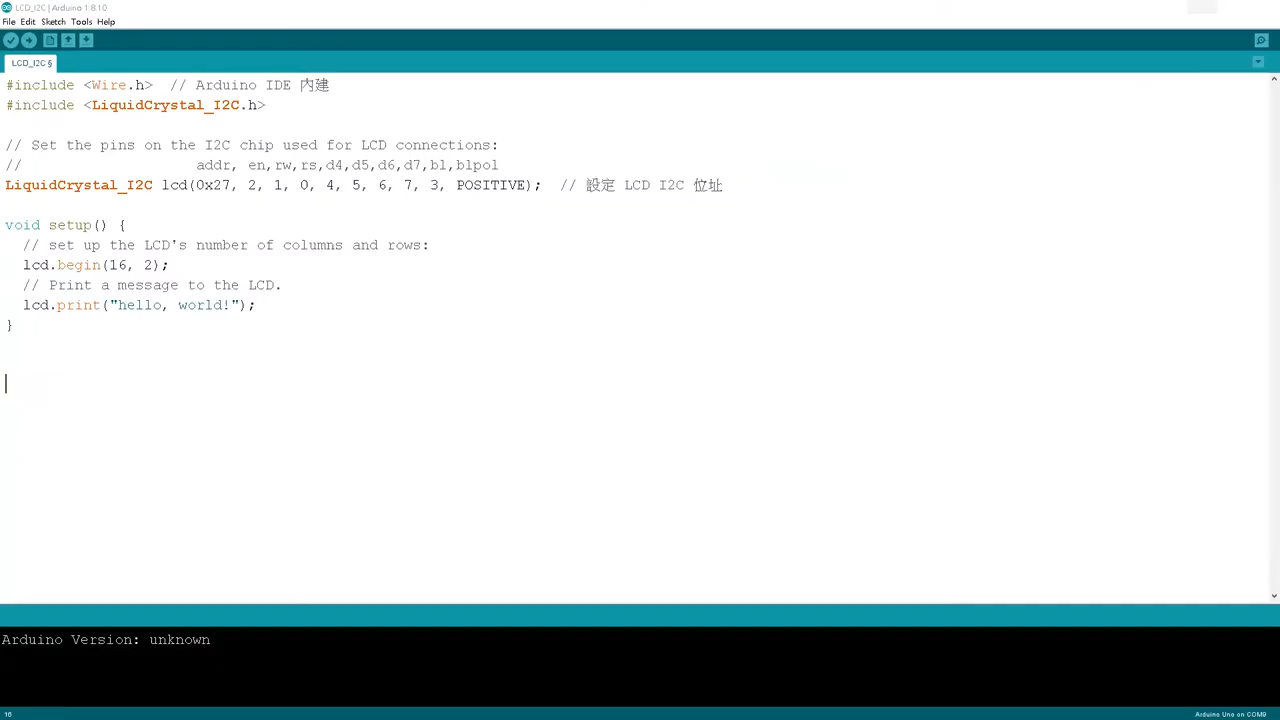 LCD_I2C | Arduino 1.8.10
File Edit Sketch Tools Help
LCD_I2C §
#include <Wire.h>  // Arduino IDE 內建
#include <LiquidCrystal_I2C.h>
// Set the pins on the I2C chip used for LCD connections:
//                    addr, en,rw,rs,d4,d5,d6,d7,bl,blpol
LiquidCrystal_I2C lcd(0x27, 2, 1, 0, 4, 5, 6, 7, 3, POSITIVE);  // 設定 LCD I2C 位址
void setup() {
  // set up the LCD's number of columns and rows:
  lcd.begin(16, 2);
  // Print a message to the LCD.
  lcd.print("hello, world!");
}
Arduino Version: unknown
16
Arduino Uno on COM9